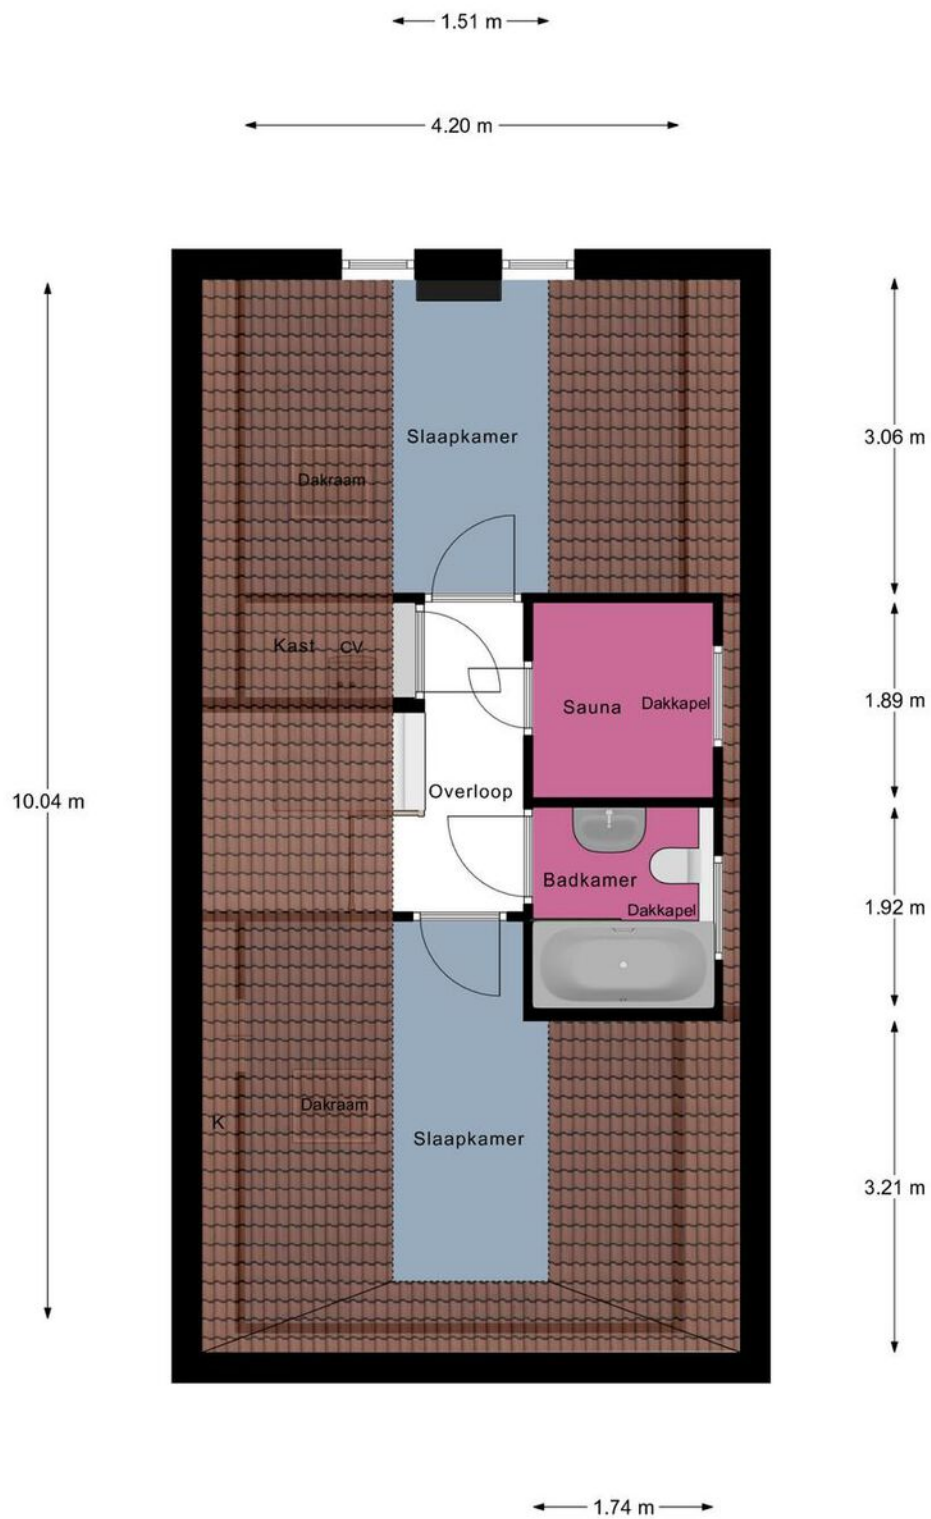 1.51 m
4.20 m
Slaapkamer
3.06 m
Dakraam
Kast
CV
Sauna
Dakkapel
1.89 m
Overloop
10.04 m
Badkamer
Dakkapel
1.92 m
Dakraam
K
Slaapkamer
3.21 m
1.74 m